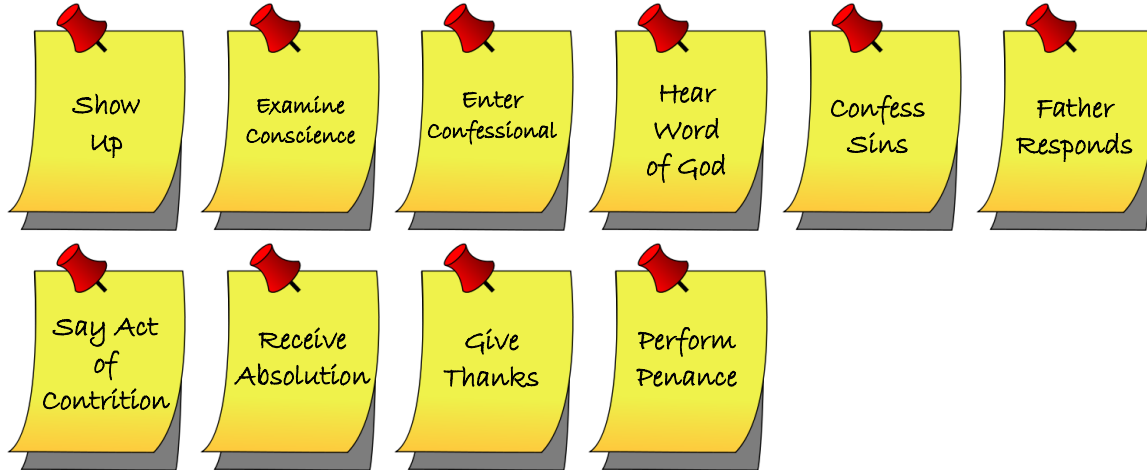 Show
Up
Examine
Conscience
Enter
Confessional
Hear
Word
of God
Confess
Sins
Father
Responds
Say Act
of
Contrition
Receive
Absolution
Give
Thanks
Perform
Penance